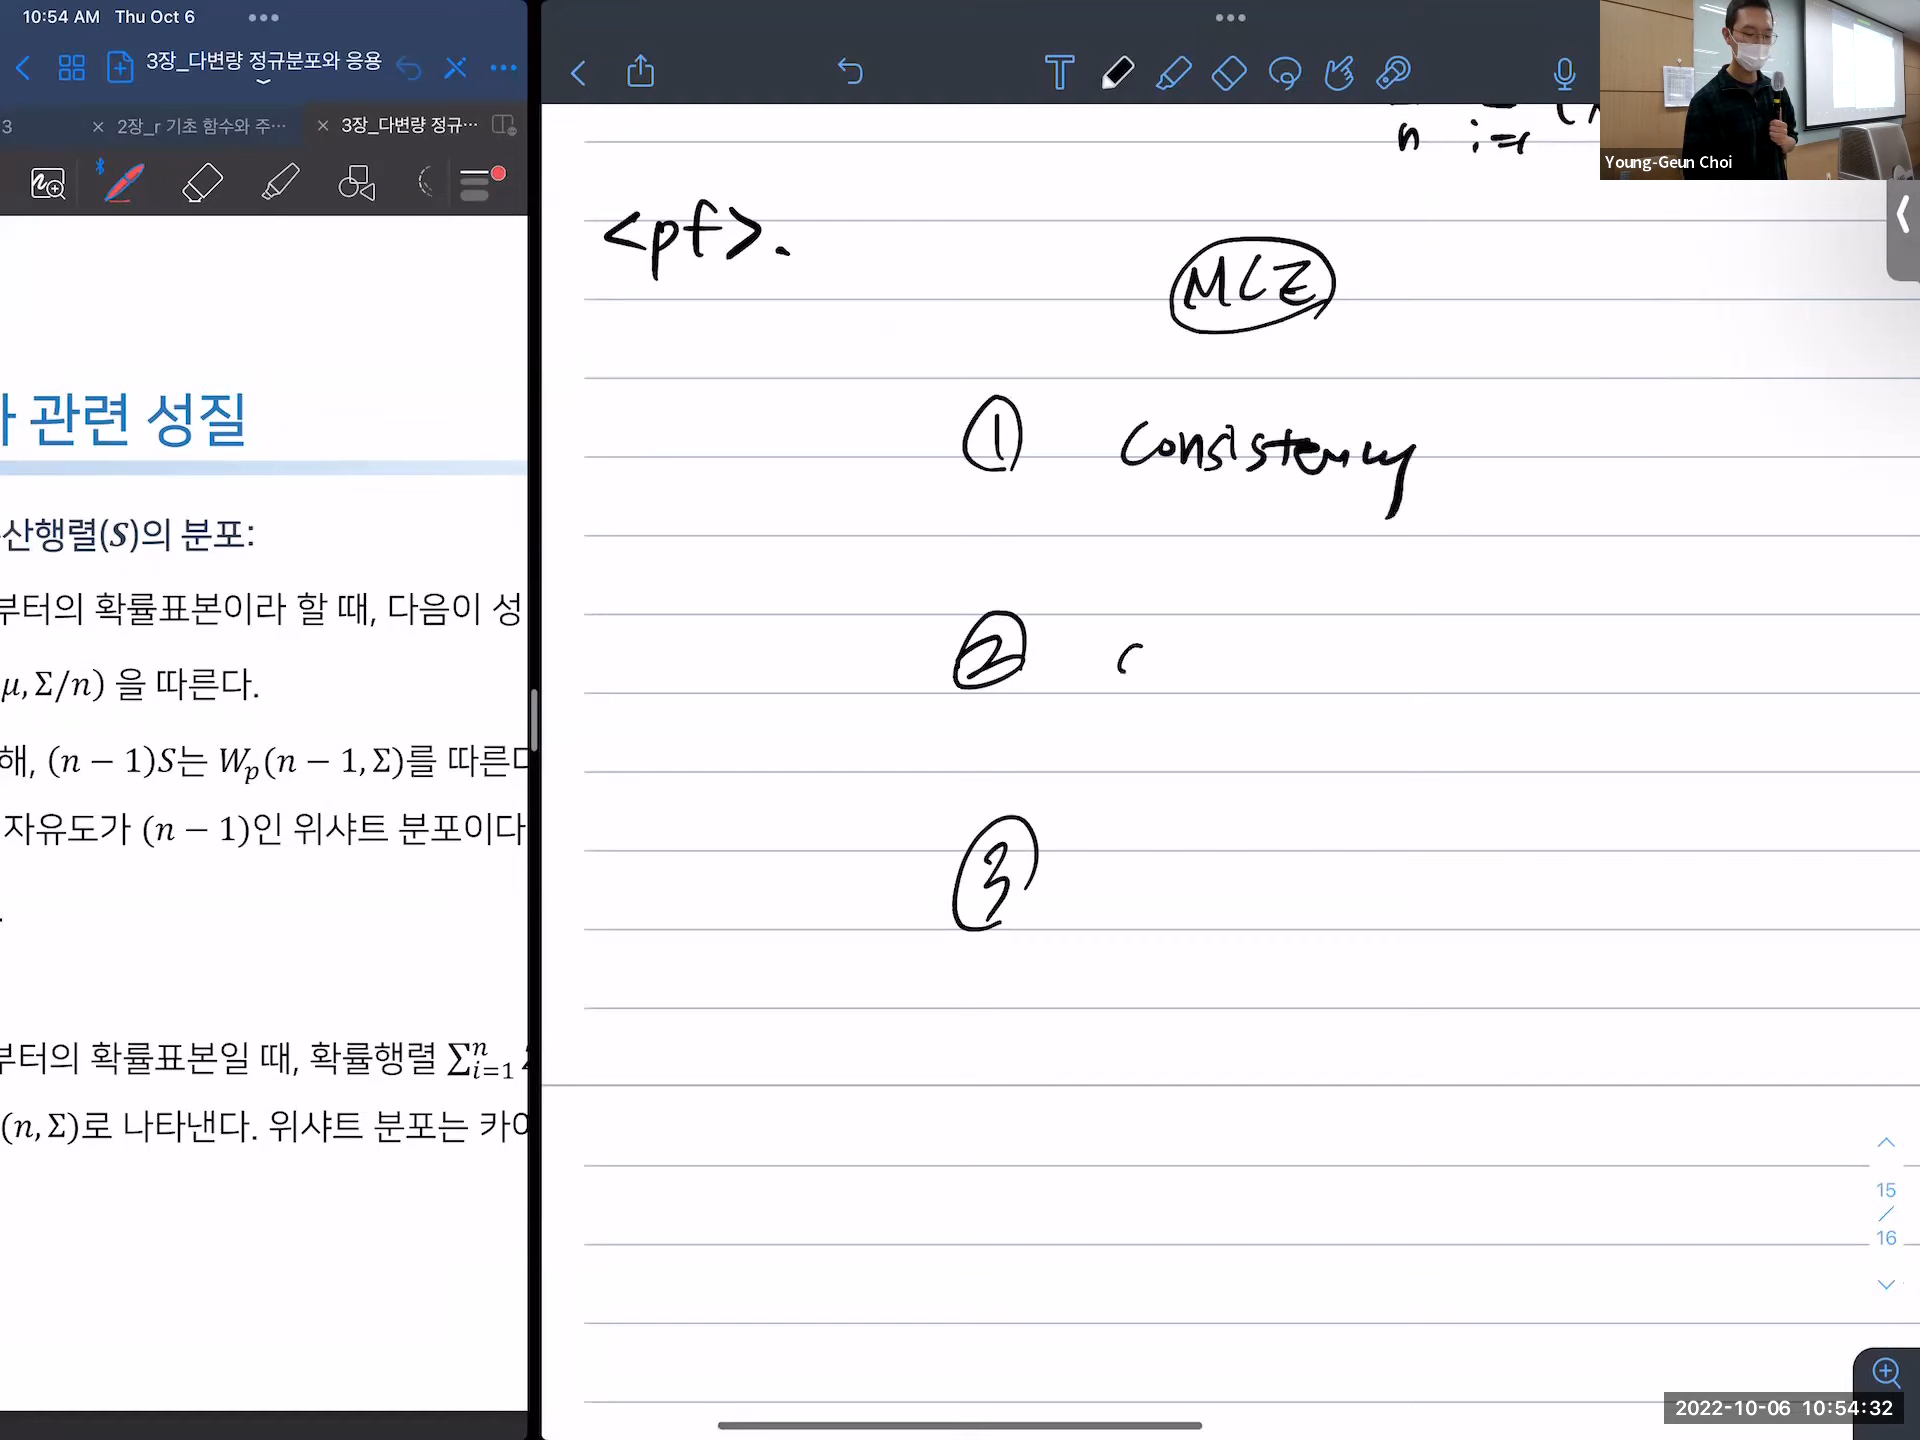 10:54 AM Thu Oct 6
3장_다변량 정규분포와 응용
3
× 2장_r 기초 함수와 주…
× 3장_다변량 정규…
관련 성질
산행렬(S)의 분포:
부터의 확률표본이라 할 때, 다음이 성
μ, Σ/n) 을 따른다.
해, (n − 1)S는 W_p(n − 1, Σ)를 따른
자유도가 (n − 1)인 위샤트 분포이다
.
부터의 확률표본일 때, 확률행렬 ∑_{i=1}^{n}
(n, Σ)로 나타낸다. 위샤트 분포는 카이
n i=1
<pf>.
MLE
① Consistency
② c
③
T
Young-Geun Choi
15
/
16
2022-10-06 10:54:32